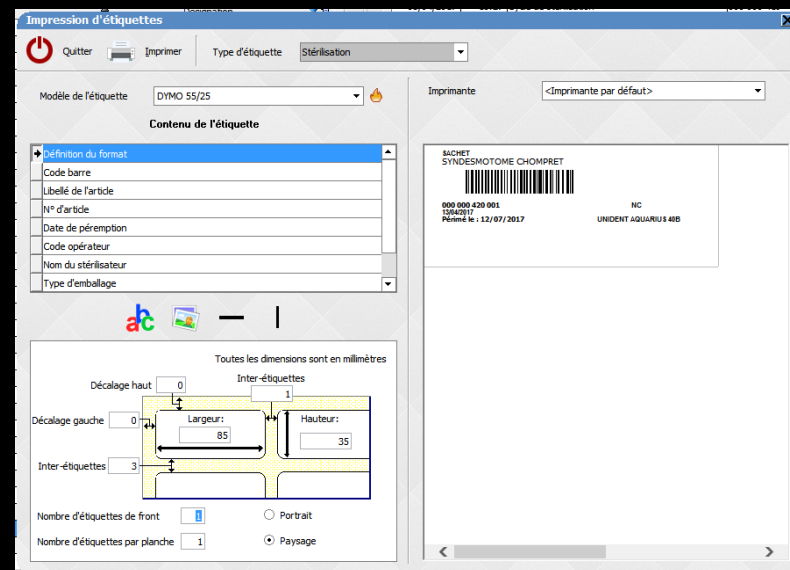 Impression d'étiquettes
Quitter
Imprimer
Type d'étiquette
Stérilisation
Modèle de l'étiquette
DYMO 55/25
Imprimante
<Imprimante par défaut>
Contenu de l'étiquette
Définition du format
Code barre
Libellé de l'article
N° d'article
Date de péremption
Code opérateur
Nom du stérilisateur
Type d'emballage
abc
SACHET
SYNDESMOTOME CHOMPRET
000 000 420 001
NC
13/04/2017
Périmé le : 12/07/2017
UNIDENT AQUARIUS 40B
Toutes les dimensions sont en millimètres
Décalage haut
0
Inter-étiquettes
1
Décalage gauche
0
Largeur:
85
Hauteur:
35
Inter-étiquettes
3
Nombre d'étiquettes de front
1
Portrait
Nombre d'étiquettes par planche
1
Paysage